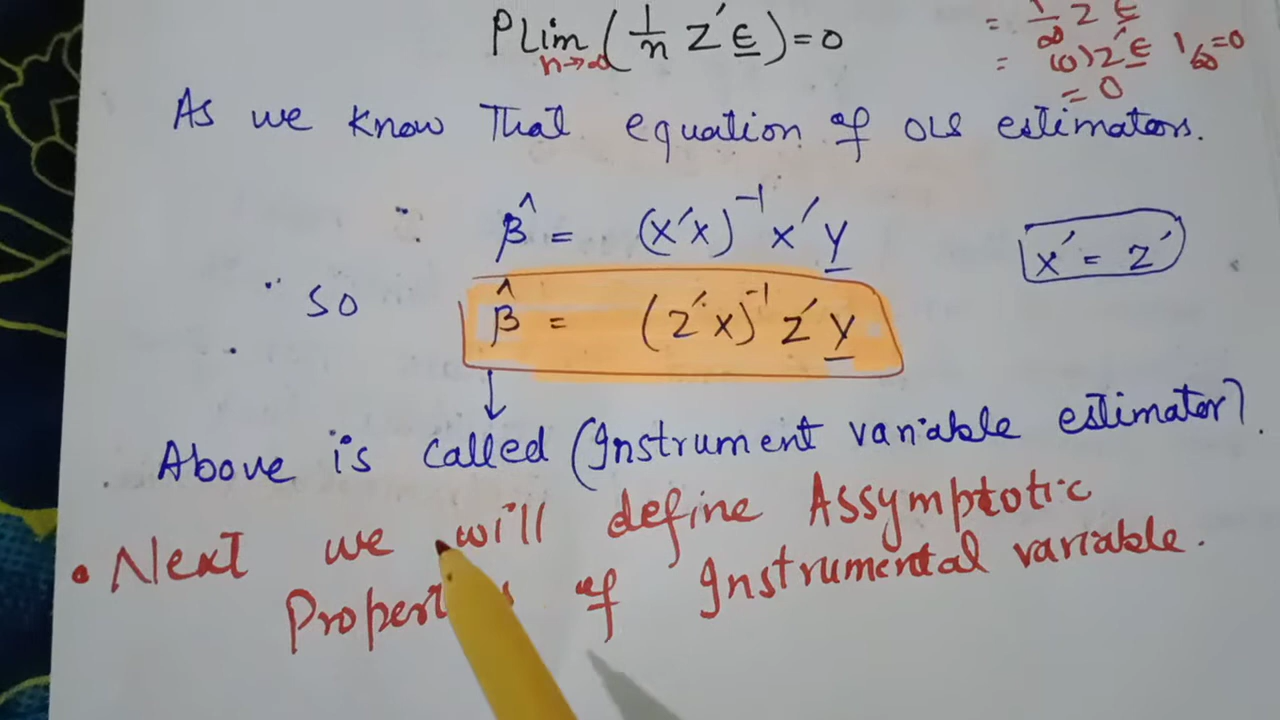 PLim (1/n Z′ε) = 0
n→∞
= 1/∞ Z′ε
= (0) Z′ε 1/∞=0
= 0
As we know That equation of OLS estimators.
∴ β̂ = (x′x)⁻¹ x′ Y
x′ = z′
∵ SO β̂ = (z′x)⁻¹ z′ Y
↓
Above is called (Instrument variable estimator).
• Next we will define Assymptotic
of Instrumental variable.